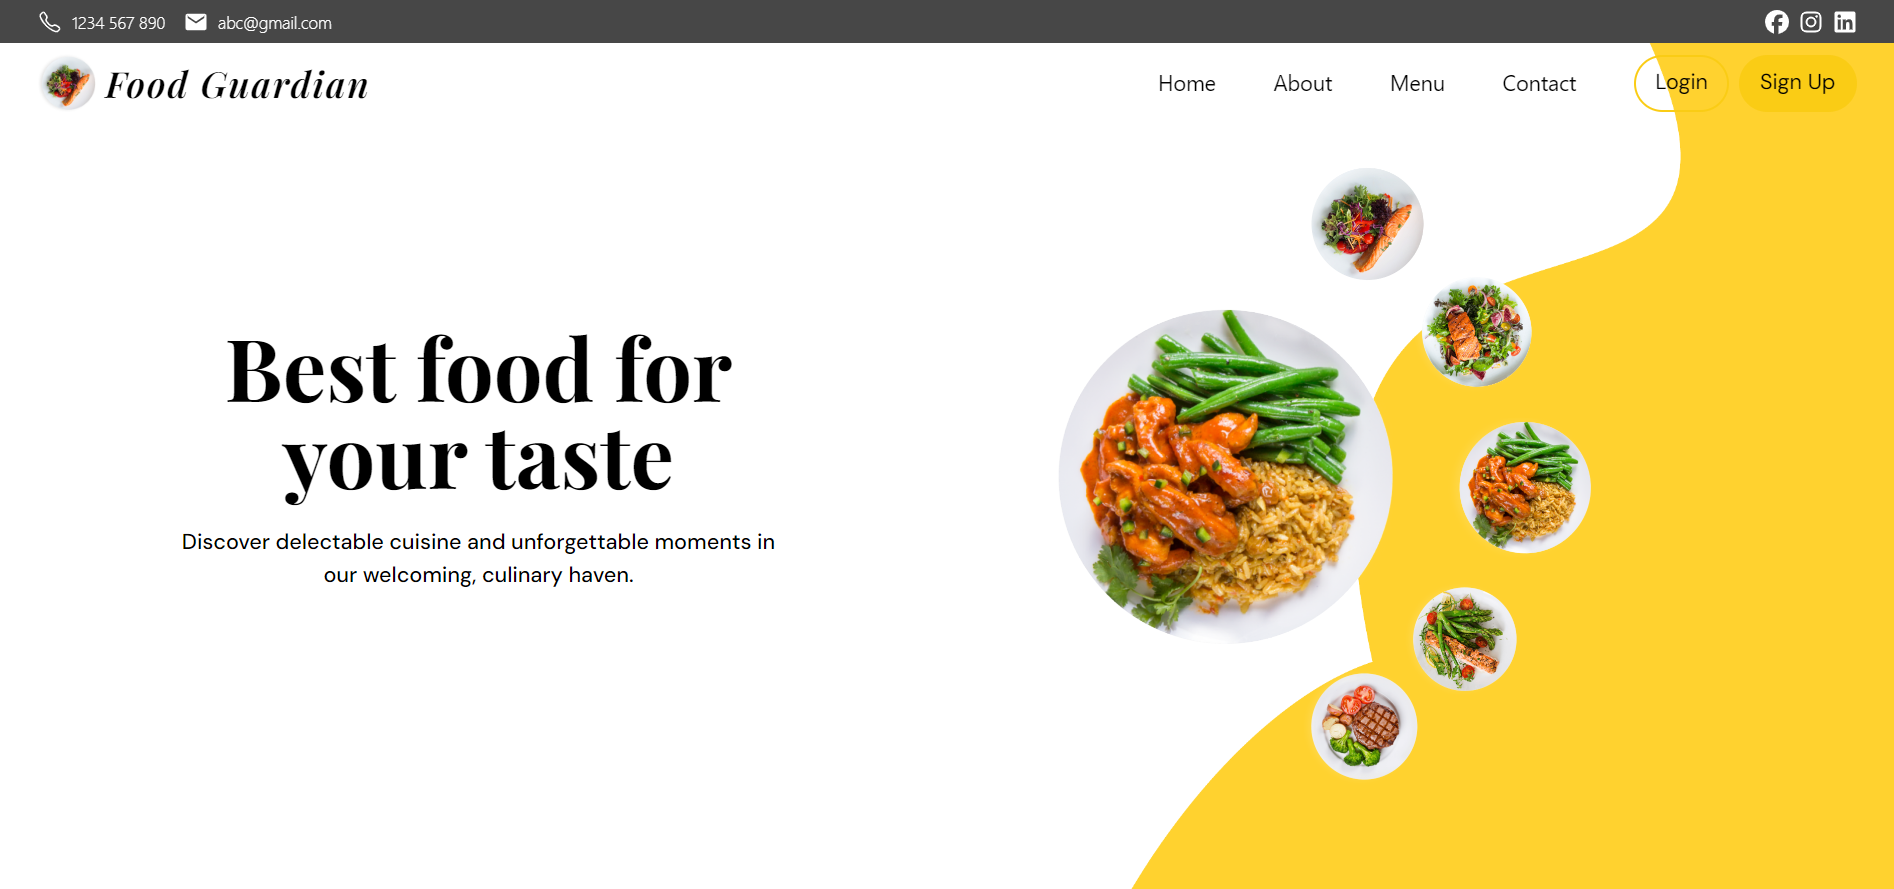 1234 567 890 abc@gmail.com
Food Guardian
Home About Menu Contact Login Sign Up
Best food for
your taste
Discover delectable cuisine and unforgettable moments in
our welcoming, culinary haven.